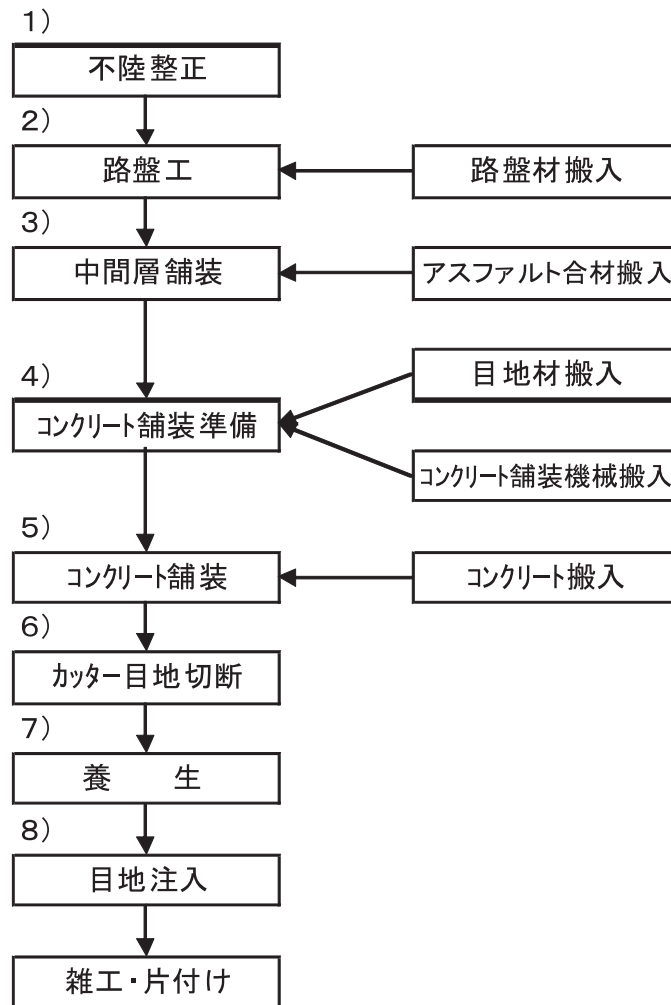 1)
不陸整正
2)
路盤工
路盤材搬入
3)
中間層舗装
アスファルト合材搬入
目地材搬入
4)
コンクリート舗装準備
コンクリート舗装機械搬入
5)
コンクリート舗装
コンクリート搬入
6)
カッター目地切断
7)
養　　生
8)
目地注入
雑工・片付け